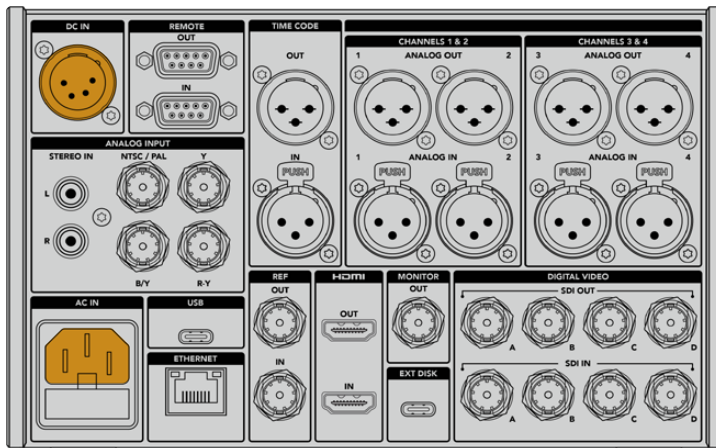 DC IN
REMOTE
OUT
IN
TIME CODE
OUT
IN
PUSH
CHANNELS 1 & 2
1 ANALOG OUT 2
1 ANALOG IN 2
PUSH PUSH
CHANNELS 3 & 4
3 ANALOG OUT 4
3 ANALOG IN 4
PUSH PUSH
ANALOG INPUT
STEREO IN NTSC / PAL Y
L
R
B/Y R-Y
AC IN
USB
ETHERNET
REF
OUT
IN
HDMI
OUT
IN
MONITOR
OUT
EXT DISK
DIGITAL VIDEO
SDI OUT
A B C D
SDI IN
A B C D